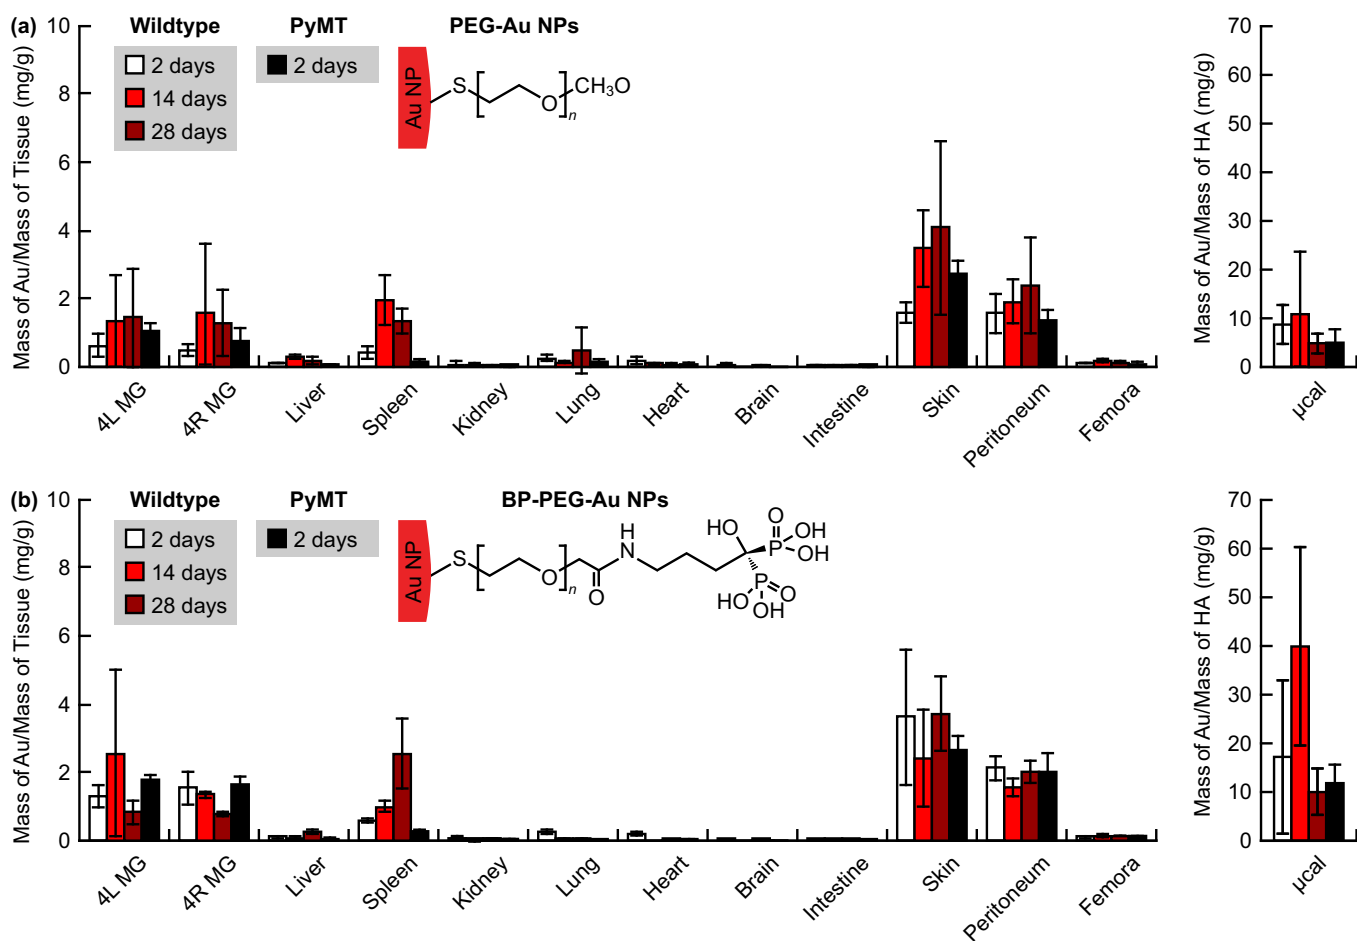 (a)
Wildtype
2 days
14 days
28 days
PyMT
2 days
PEG-Au NPs
Au NP
S
O
n
CH3O
Mass of Au/Mass of Tissue (mg/g)
10
8
6
4
2
0
4L MG
4R MG
Liver
Spleen
Kidney
Lung
Heart
Brain
Intestine
Skin
Peritoneum
Femora
Mass of Au/Mass of HA (mg/g)
70
60
50
40
30
20
10
0
µcal
(b)
Wildtype
2 days
14 days
28 days
PyMT
2 days
BP-PEG-Au NPs
Au NP
S
O
n
O
H
N
HO
O
P
OH
OH
P
O
HO
OH
Mass of Au/Mass of Tissue (mg/g)
10
8
6
4
2
0
4L MG
4R MG
Liver
Spleen
Kidney
Lung
Heart
Brain
Intestine
Skin
Peritoneum
Femora
Mass of Au/Mass of HA (mg/g)
70
60
50
40
30
20
10
0
µcal